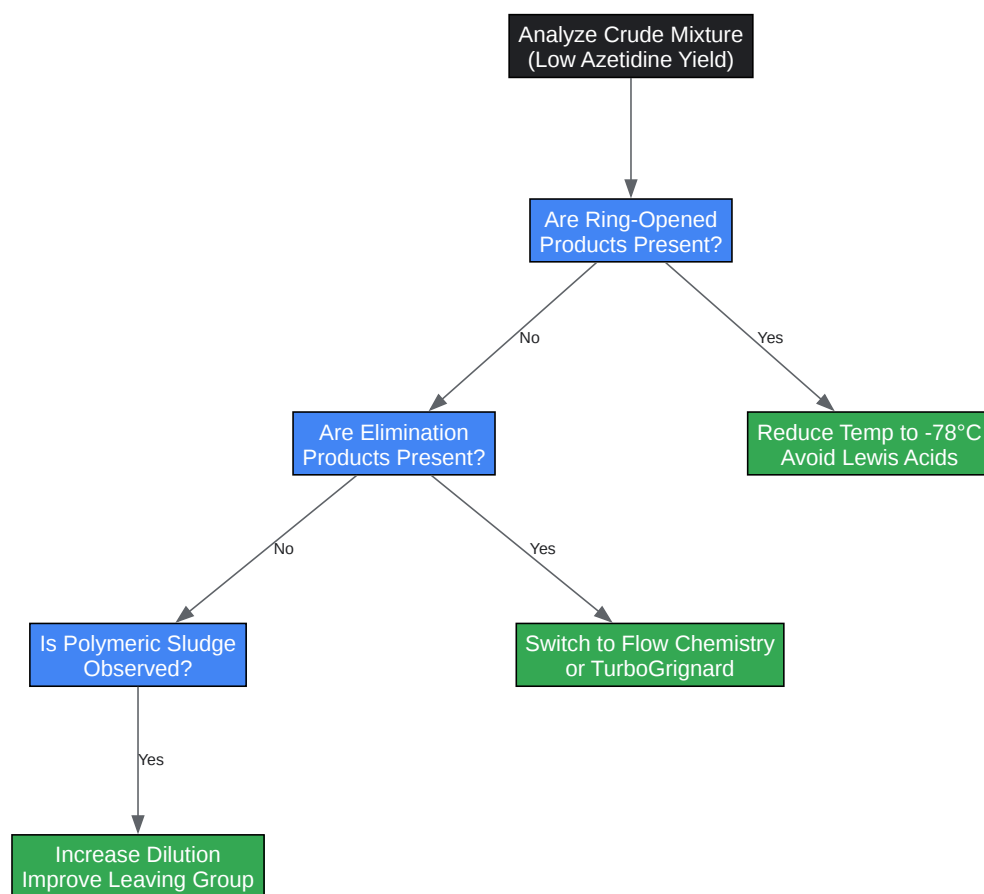 Analyze Crude Mixture
(Low Azetidine Yield)
Are Ring-Opened
Products Present?
No
Yes
Are Elimination
Products Present?
Reduce Temp to -78°C
Avoid Lewis Acids
No
Yes
Is Polymeric Sludge
Observed?
Switch to Flow Chemistry
or TurboGrignard
Yes
Increase Dilution
Improve Leaving Group